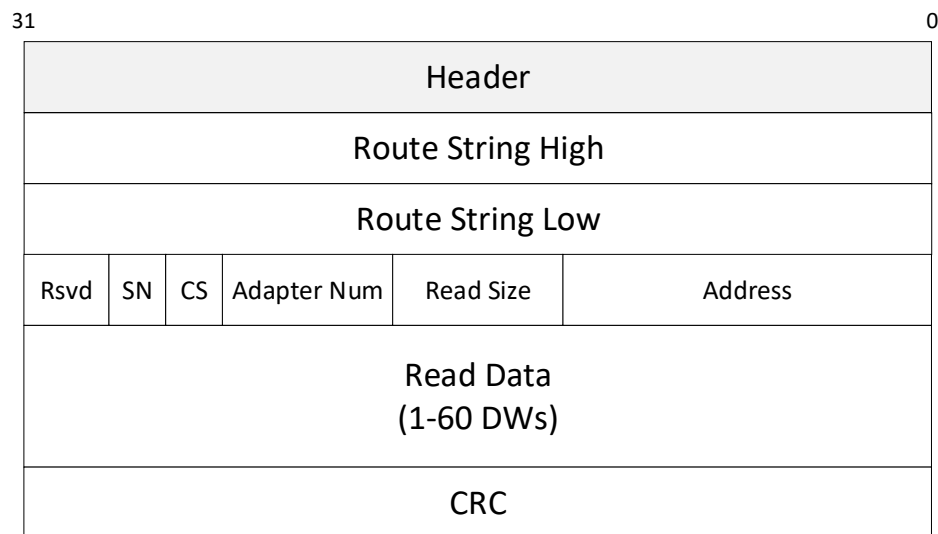 31 0
Header
Route String High
Route String Low
Rsvd SN CS Adapter Num Read Size Address
Read Data
(1-60 DWs)
CRC